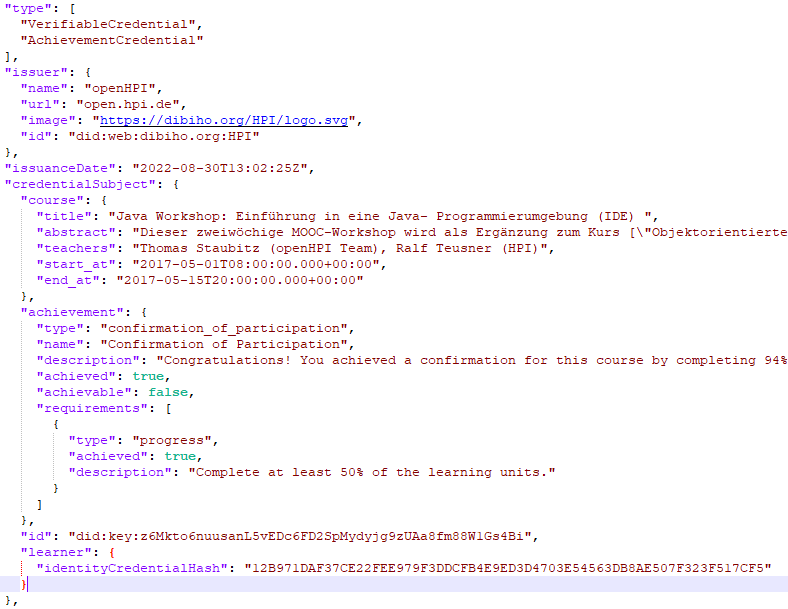 "type": [
"VerifiableCredential",
"AchievementCredential"
],
"issuer": {
"name": "openHPI",
"url": "open.hpi.de",
"image": "https://dibiho.org/HPI/logo.svg",
"id": "did:web:dibiho.org:HPI"
},
"issuanceDate": "2022-08-30T13:02:25Z",
"credentialSubject": {
"course": {
"title": "Java Workshop: Einführung in eine Java- Programmierumgebung (IDE) ",
"abstract": "Dieser zweiwöchige MOOC-Workshop wird als Ergänzung zum Kurs [\"Objektorientierte
"teachers": "Thomas Staubitz (openHPI Team), Ralf Teusner (HPI)",
"start_at": "2017-05-01T08:00:00.000+00:00",
"end_at": "2017-05-15T20:00:00.000+00:00"
},
"achievement": {
"type": "confirmation_of_participation",
"name": "Confirmation of Participation",
"description": "Congratulations! You achieved a confirmation for this course by completing 94%
"achieved": true,
"achievable": false,
"requirements": [
{
"type": "progress",
"achieved": true,
"description": "Complete at least 50% of the learning units."
}
]
},
"id": "did:key:z6Mkto6nuusanL5vEDc6FD2SpMydyjg9zUAa8fm88W1Gs4Bi",
"learner": {
"identityCredentialHash": "12B971DAF37CE22FEE979F3DDCFB4E9ED3D4703E54563DB8AE507F323F517CF5"
}
},